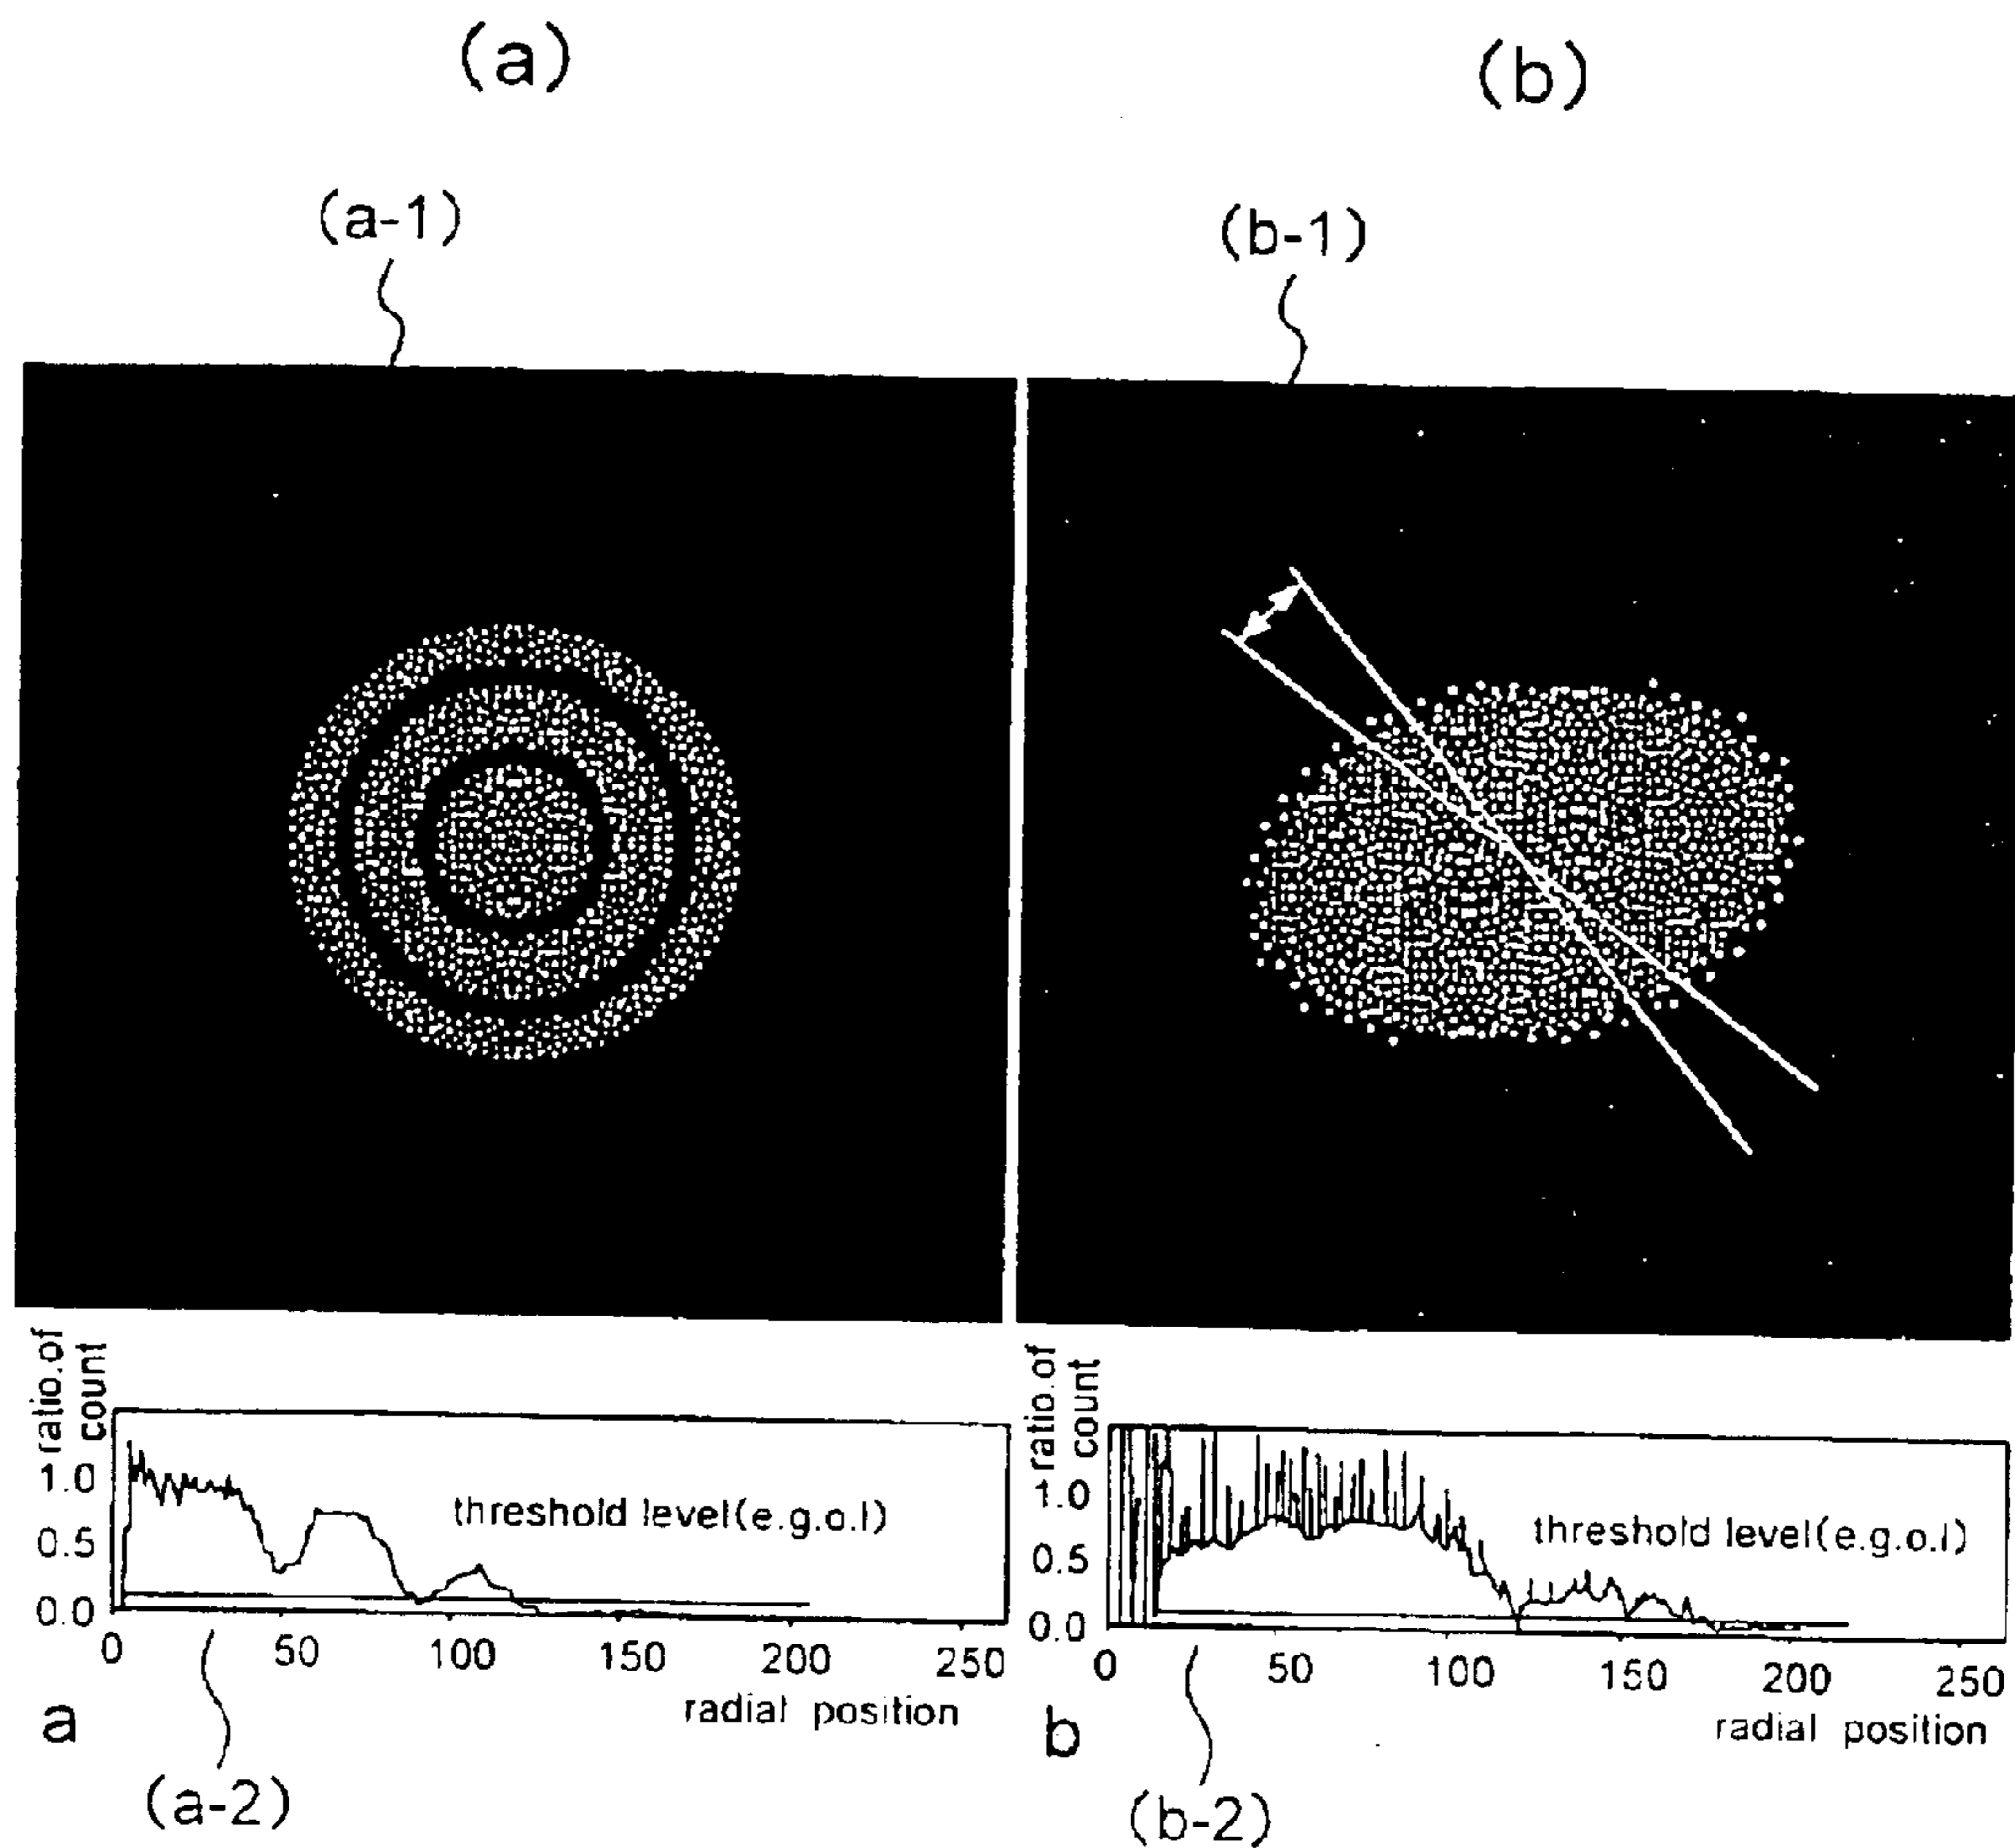 (a)
(b)
(a-1)
(b-1)
ratio.of
count
1.0
0.5
0.0
threshold level(e.g.o.l)
0 50 100 150 200 250
radial position
a
(a-2)
ratio.of
count
1.0
0.5
0.0
threshold level(e.g.o.l)
0 50 100 150 200 250
radial position
b
(b-2)